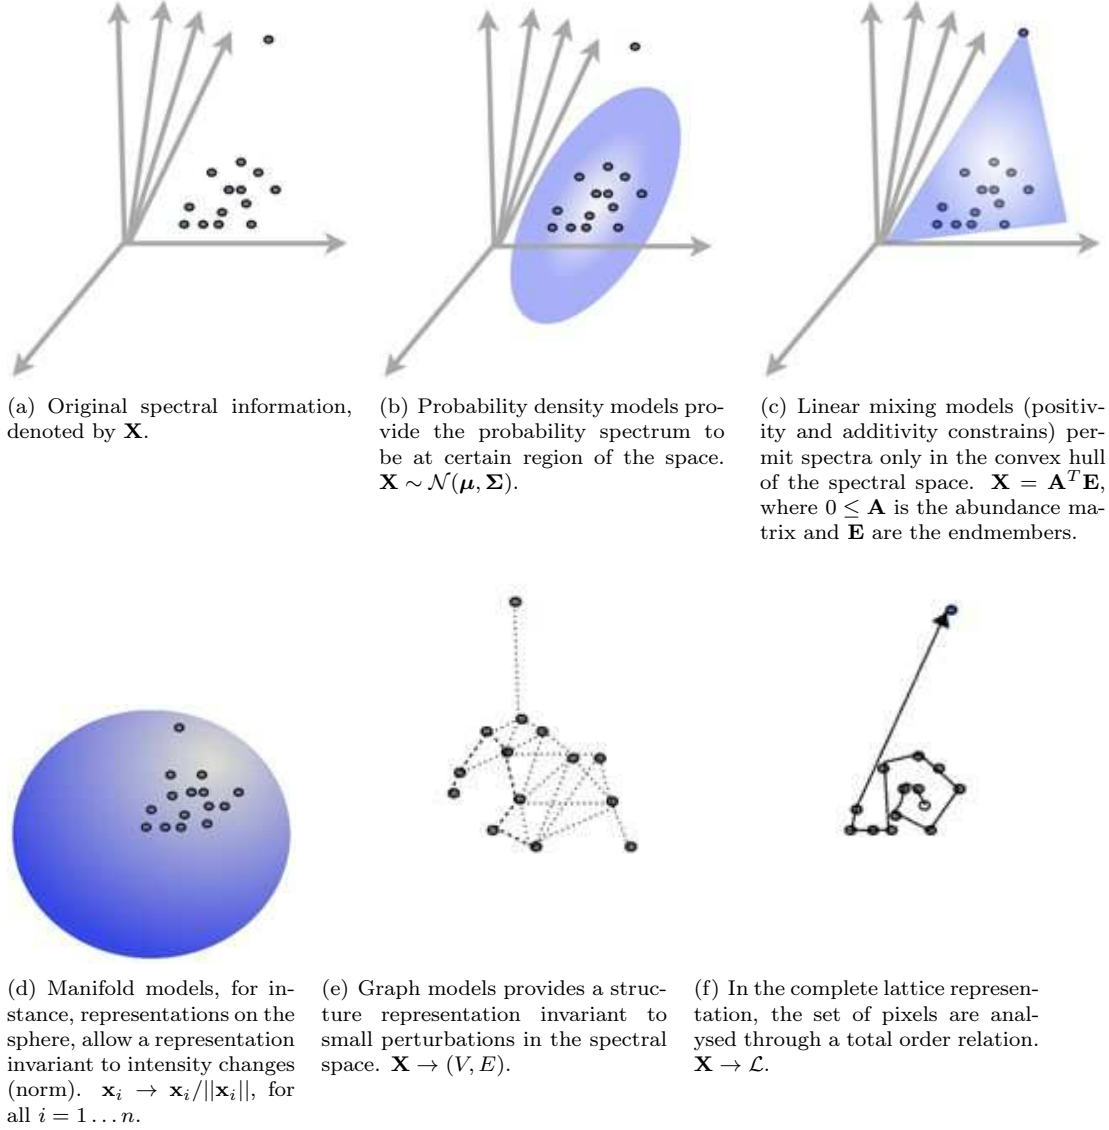 (a) Original spectral information,
denoted by X.
(b) Probability density models pro-
vide the probability spectrum to
be at certain region of the space.
X ∼ 𝒩(μ, Σ).
(c) Linear mixing models (positiv-
ity and additivity constrains) per-
mit spectra only in the convex hull
of the spectral space. X = AᵀE,
where 0 ≤ A is the abundance ma-
trix and E are the endmembers.
(d) Manifold models, for in-
stance, representations on the
sphere, allow a representation
invariant to intensity changes
(norm). xᵢ → xᵢ/||xᵢ||, for
all i = 1 . . . n.
(e) Graph models provides a struc-
ture representation invariant to
small perturbations in the spectral
space. X → (V, E).
(f) In the complete lattice represen-
tation, the set of pixels are anal-
ysed through a total order relation.
X → ℒ.